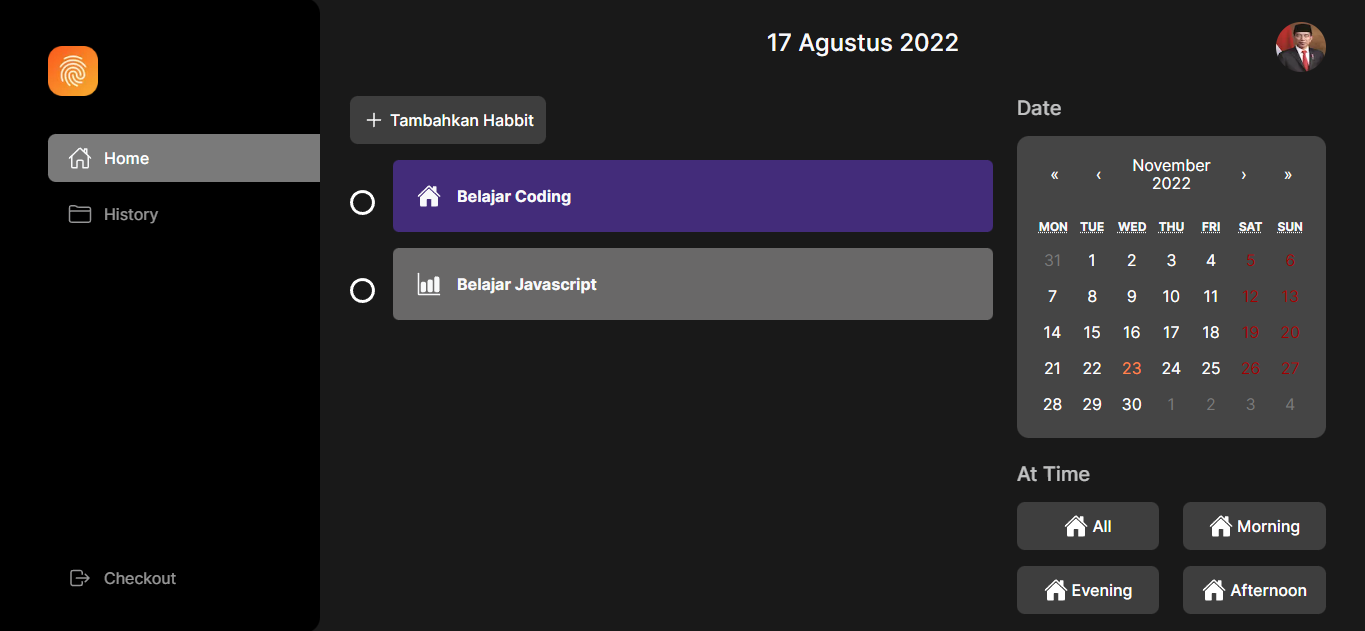 17 Agustus 2022
Home
History
Checkout
Tambahkan Habbit
Belajar Coding
Belajar Javascript
Date
« ‹ November 2022 › »
MON TUE WED THU FRI SAT SUN
31 1 2 3 4 5 6
7 8 9 10 11 12 13
14 15 16 17 18 19 20
21 22 23 24 25 26 27
28 29 30 1 2 3 4
At Time
All Morning
Evening Afternoon